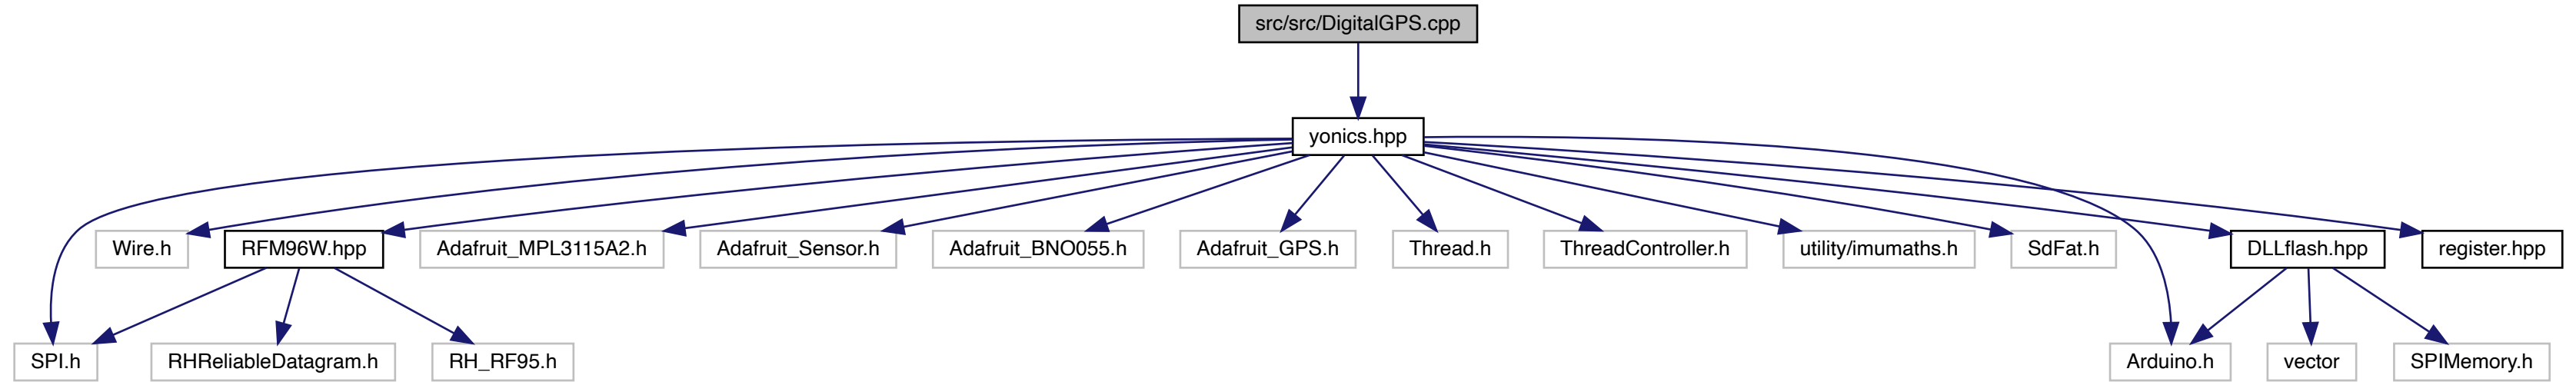 src/src/DigitalGPS.cpp
yonics.hpp
Wire.h
RFM96W.hpp
Adafruit_MPL3115A2.h
Adafruit_Sensor.h
Adafruit_BNO055.h
Adafruit_GPS.h
Thread.h
ThreadController.h
utility/imumaths.h
SdFat.h
DLLflash.hpp
register.hpp
SPI.h
RHReliableDatagram.h
RH_RF95.h
Arduino.h
vector
SPIMemory.h